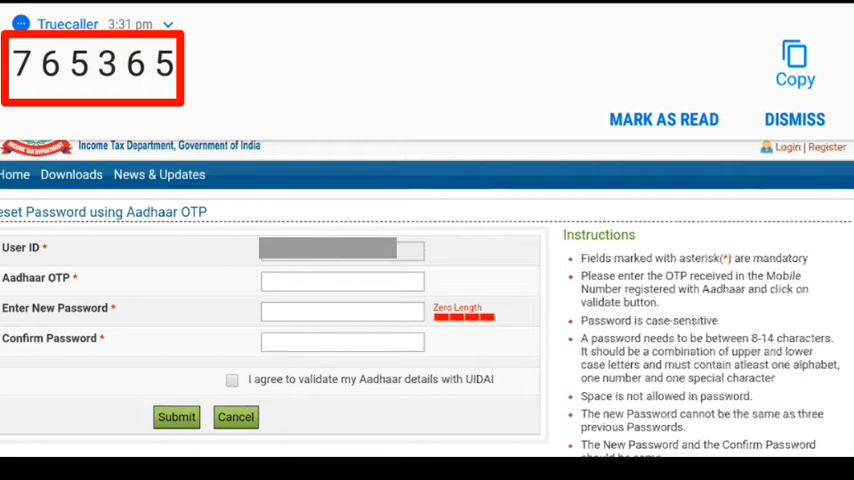 Truecaller 3:31 pm
765365
Copy
MARK AS READ DISMISS
Income Tax Department, Government of India
Login | Register
Home Downloads News & Updates
eset Password using Aadhaar OTP
User ID *
Aadhaar OTP *
Enter New Password *
Zero Length
Confirm Password *
I agree to validate my Aadhaar details with UIDAI
Submit Cancel
Instructions
Fields marked with asterisk(*) are mandatory
Please enter the OTP received in the Mobile
Number registered with Aadhaar and click on
validate button.
Password is case-sensitive
A password needs to be between 8-14 characters.
It should be a combination of upper and lower
case letters and must contain atleast one alphabet,
one number and one special character
Space is not allowed in password.
The new Password cannot be the same as three
previous Passwords.
The New Password and the Confirm Password
should be same